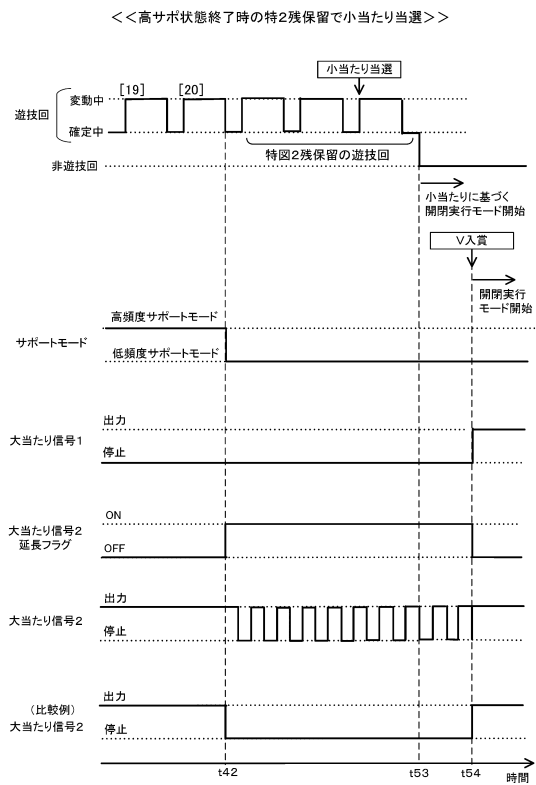 ＜＜高サポ状態終了時の特２残保留で小当たり当選＞＞
小当たり当選
[19]
[20]
遊技回
変動中
確定中
特図２残保留の遊技回
非遊技回
小当たりに基づく
開閉実行モード開始
Ｖ入賞
開閉実行
モード開始
サポートモード
高頻度サポートモード
低頻度サポートモード
大当たり信号１
出力
停止
大当たり信号２
延長フラグ
ON
OFF
大当たり信号２
出力
停止
（比較例）
大当たり信号２
出力
停止
t42
t53
t54
時間